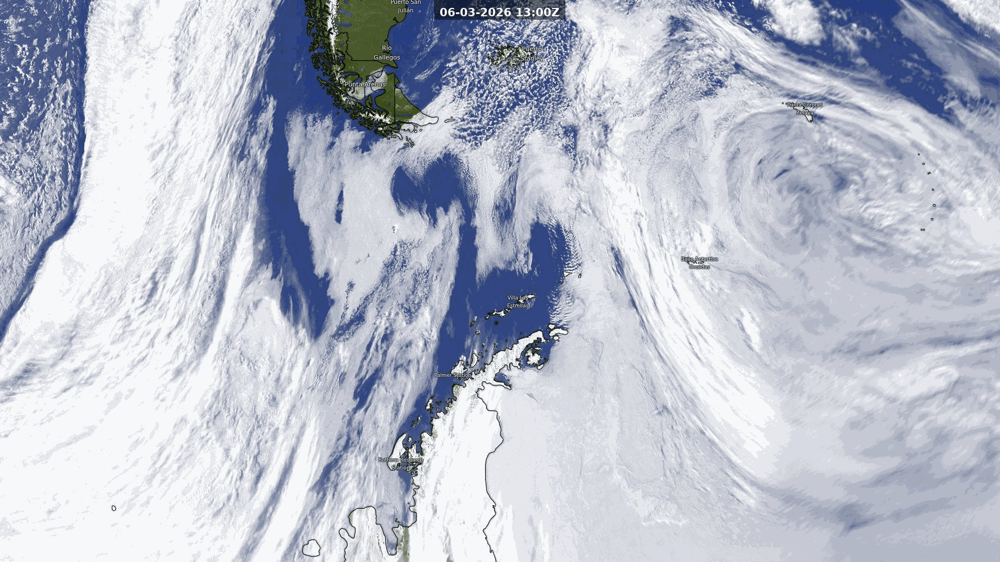 Puerto San
Julián
06-03-2026 13:00Z
Río
Gallegos
Puerto
Stanley
Punta Arenas
Punta Coronel
Zelaya
Base Antartica
Orcadas
Villa Las
Estrellas
Palmer Station
Rothera Research
Station